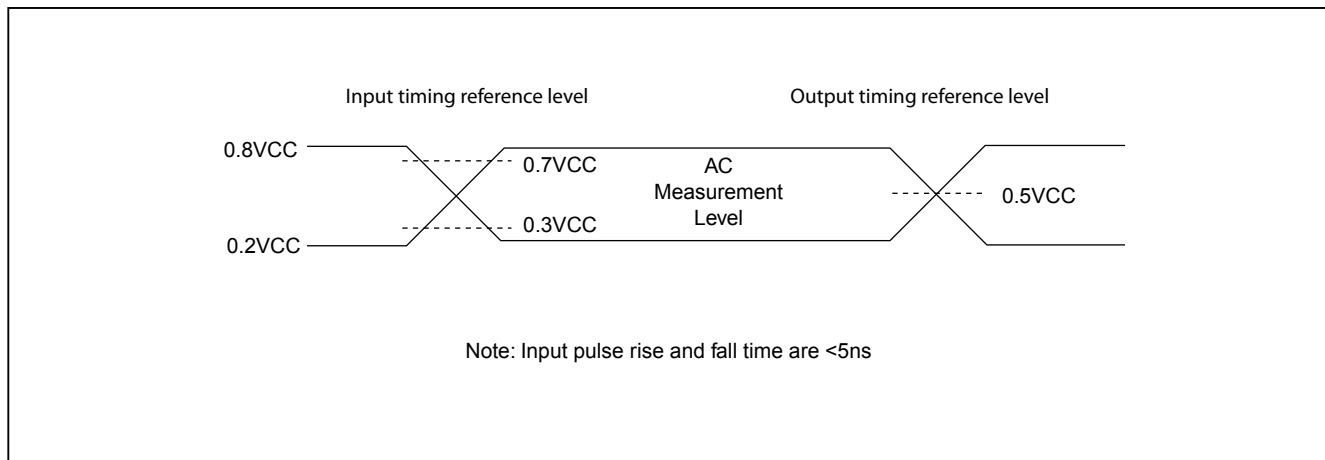 Input timing reference level
Output timing reference level
0.8VCC
0.7VCC
AC
Measurement
Level
0.5VCC
0.3VCC
0.2VCC
Note: Input pulse rise and fall time are <5ns